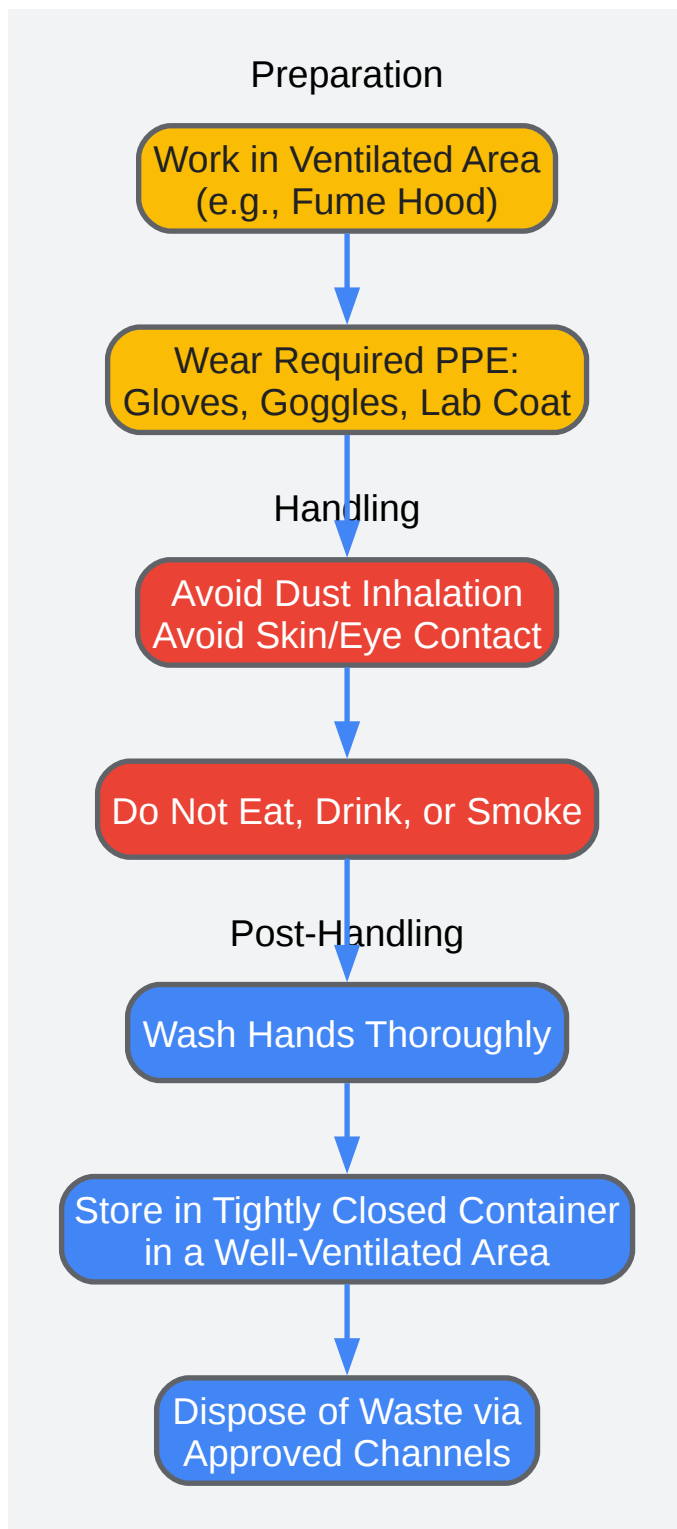 Preparation
Work in Ventilated Area
(e.g., Fume Hood)
Wear Required PPE:
Gloves, Goggles, Lab Coat
Handling
Avoid Dust Inhalation
Avoid Skin/Eye Contact
Do Not Eat, Drink, or Smoke
Post-Handling
Wash Hands Thoroughly
Store in Tightly Closed Container
in a Well-Ventilated Area
Dispose of Waste via
Approved Channels